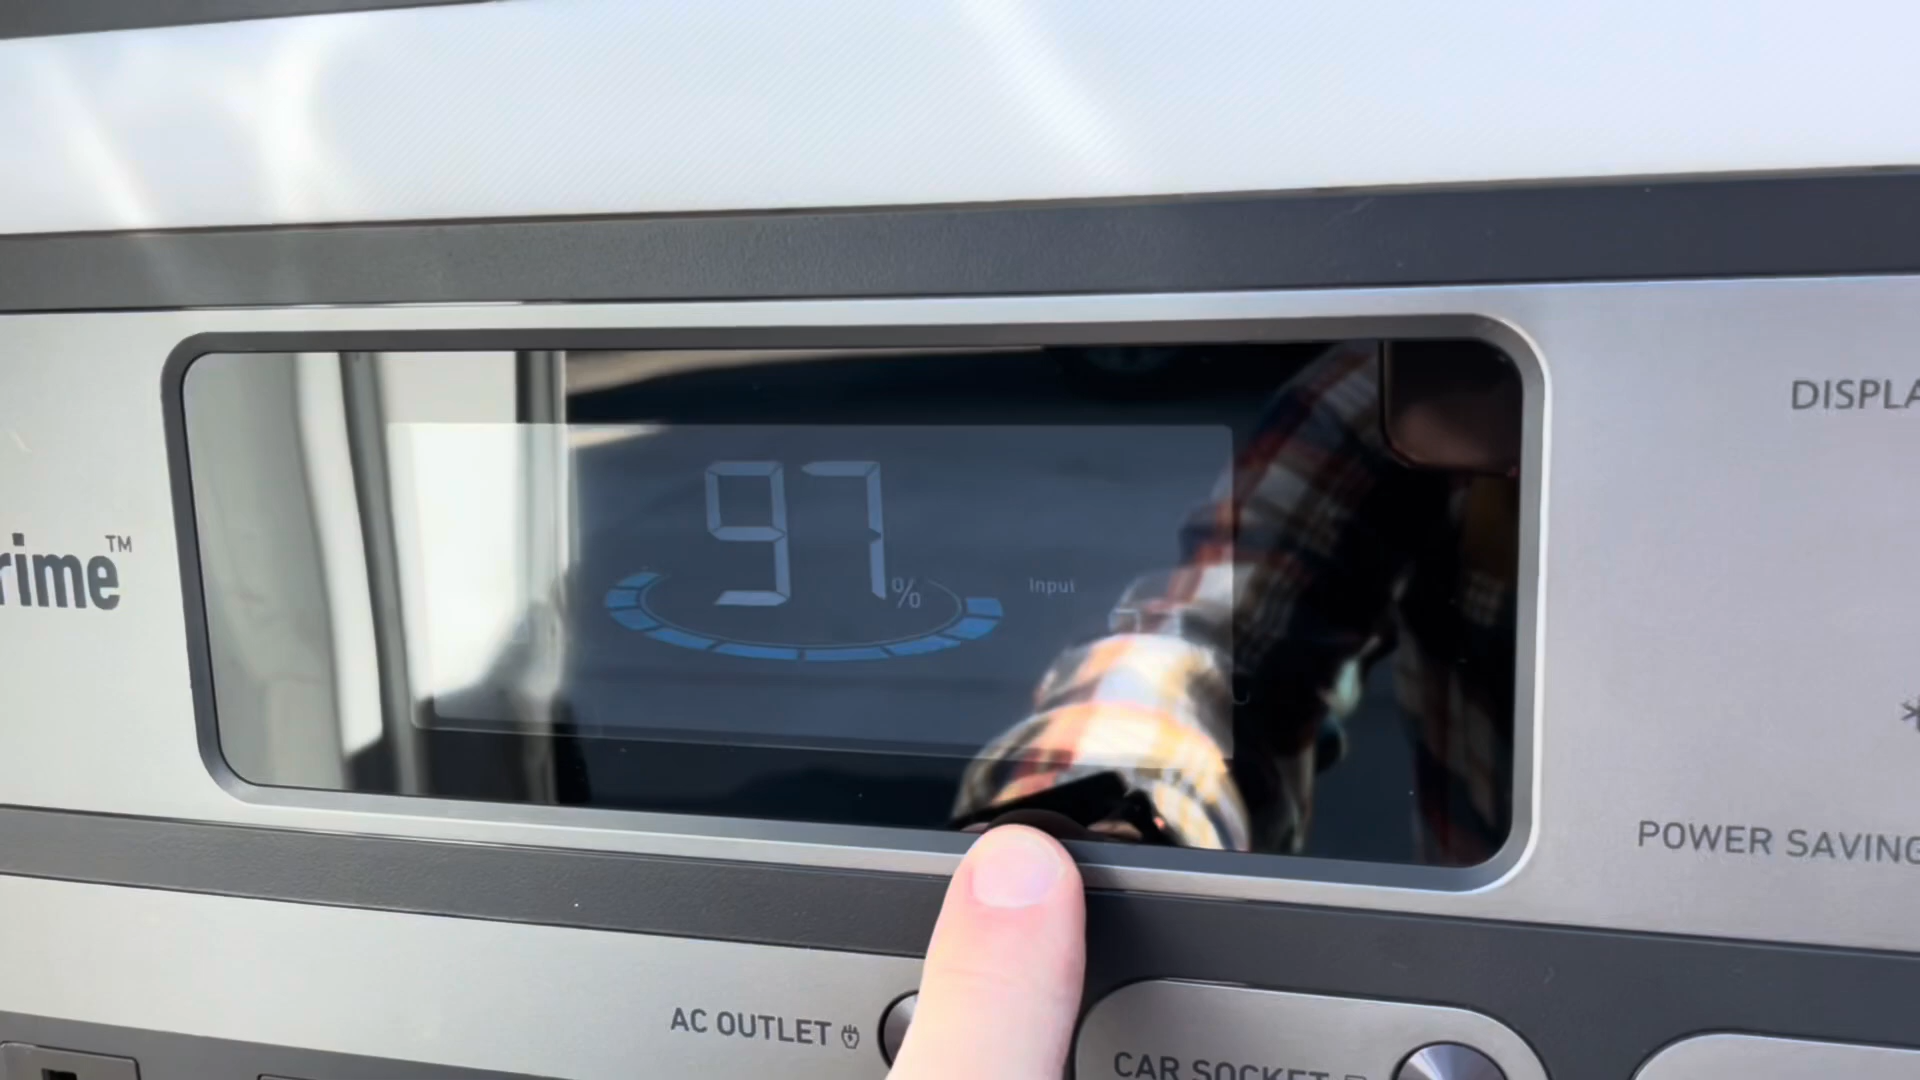 rime™
97%
Input
DISPLA
POWER SAVING
AC OUTLET
CAR SOCKET